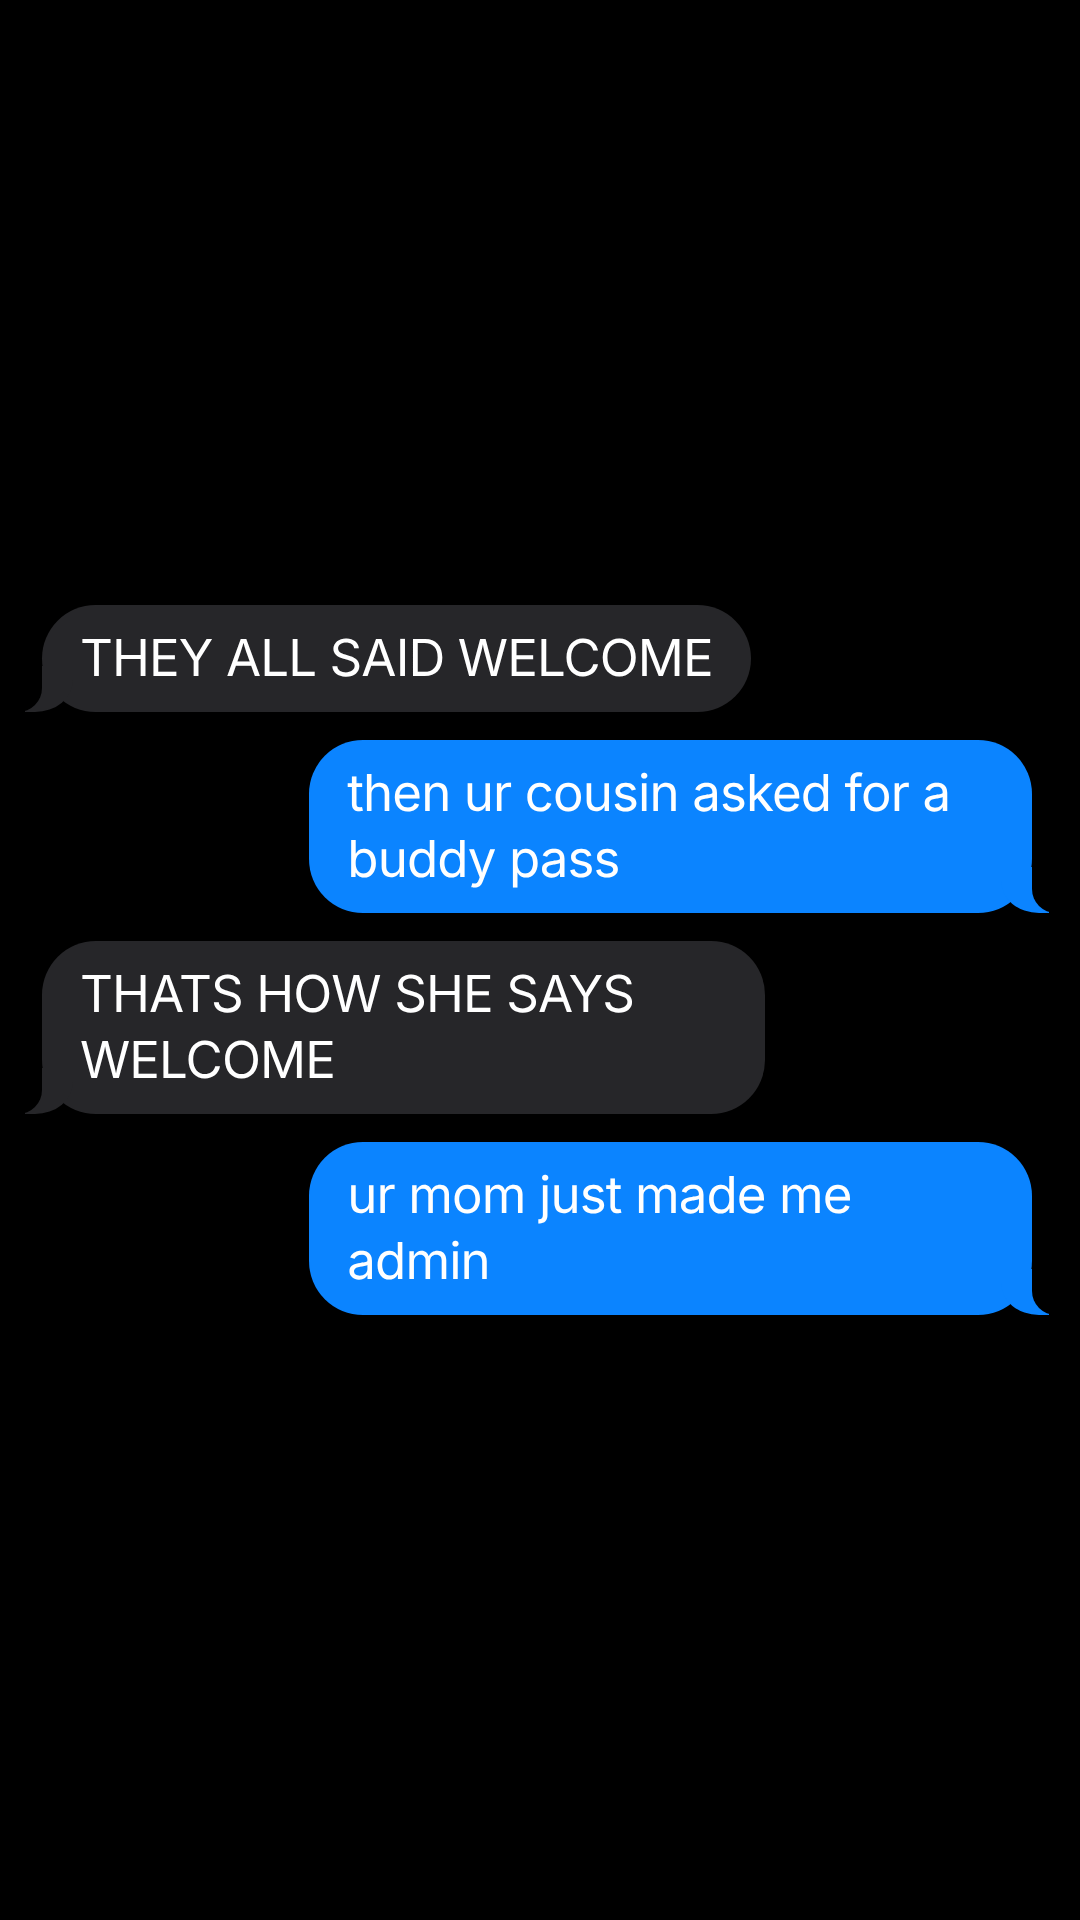 THEY ALL SAID WELCOME
then ur cousin asked for a
buddy pass
THATS HOW SHE SAYS
WELCOME
ur mom just made me
admin